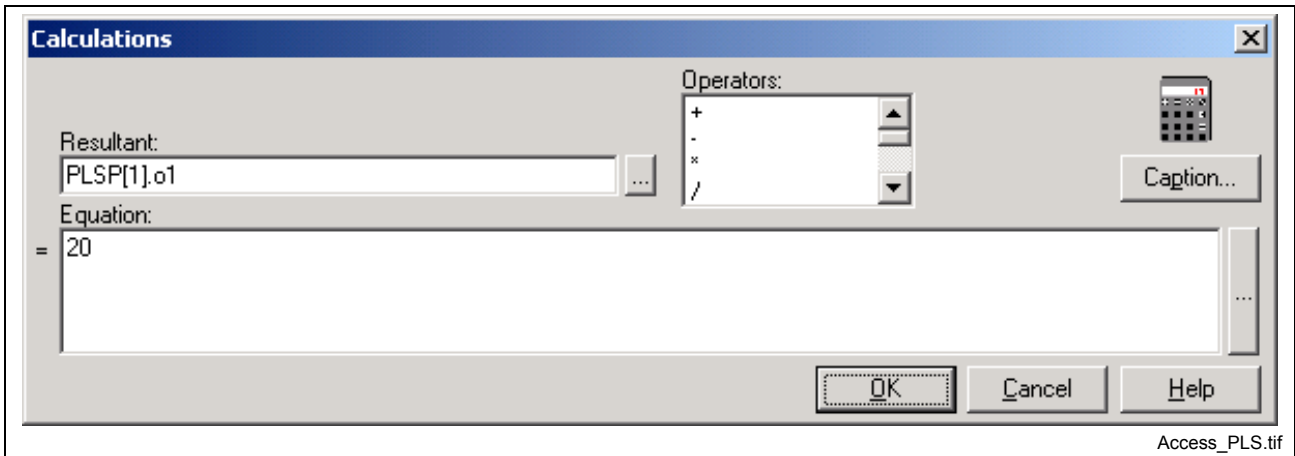 Calculations
Operators:
+
-
*
/
Resultant:
PLSP[1].o1
...
Caption...
Equation:
=
20
...
OK
Cancel
Help
Access_PLS.tif